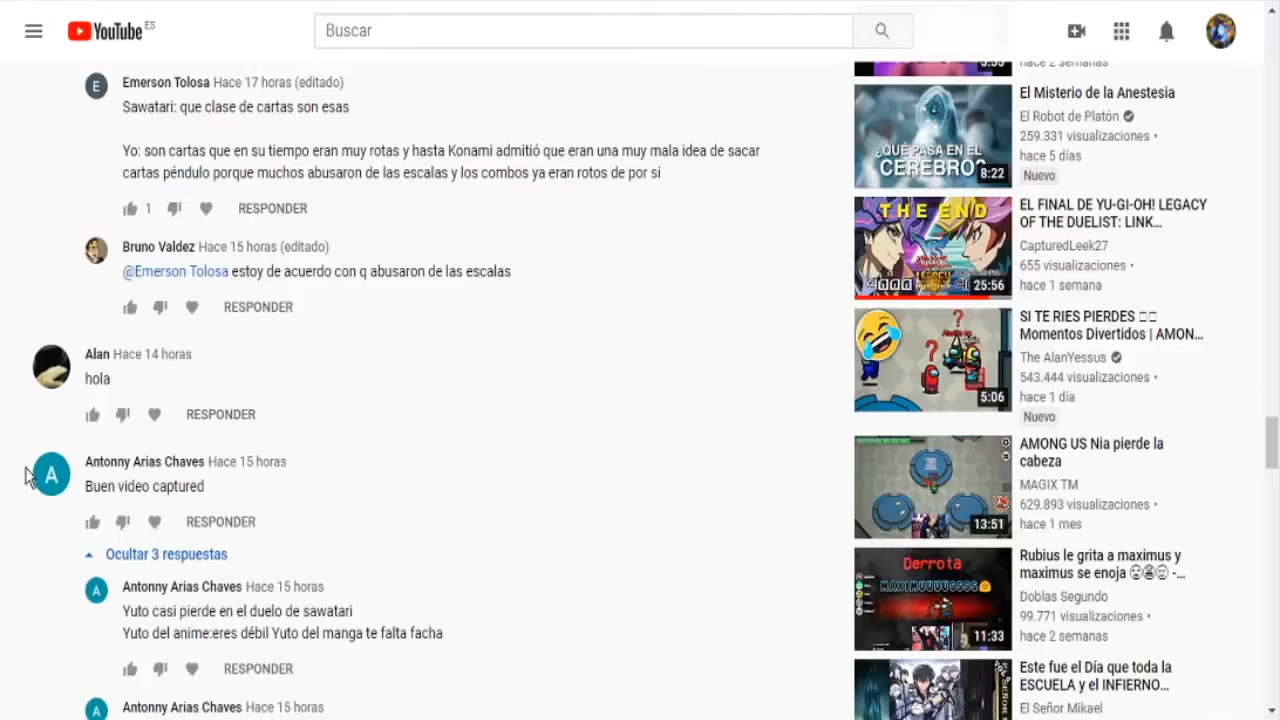 YouTube ES
Buscar
Emerson Tolosa Hace 17 horas (editado)
Sawatari: que clase de cartas son esas
Yo: son cartas que en su tiempo eran muy rotas y hasta Konami admitió que eran una muy mala idea de sacar
cartas péndulo porque muchos abusaron de las escalas y los combos ya eran rotos de por si
1 RESPONDER
Bruno Valdez Hace 15 horas (editado)
@Emerson Tolosa estoy de acuerdo con q abusaron de las escalas
RESPONDER
Alan Hace 14 horas
hola
RESPONDER
A
Antonny Arias Chaves Hace 15 horas
Buen video captured
RESPONDER
Ocultar 3 respuestas
Antonny Arias Chaves Hace 15 horas
Yuto casi pierde en el duelo de sawatari
Yuto del anime:eres débil Yuto del manga te falta facha
RESPONDER
Antonny Arias Chaves Hace 15 horas
hace 2 semanas
¿QUÉ PASA EN EL
CEREBRO?
8:22
El Misterio de la Anestesia
El Robot de Platón
259.331 visualizaciones •
hace 5 días
Nuevo
THE END
4000
25:56
EL FINAL DE YU-GI-OH! LEGACY
OF THE DUELIST: LINK...
CapturedLeek27
655 visualizaciones •
hace 1 semana
5:06
SI TE RIES PIERDES
Momentos Divertidos | AMON...
The AlanYessus
543.444 visualizaciones •
hace 1 día
Nuevo
13:51
AMONG US Nia pierde la
cabeza
MAGIX TM
629.893 visualizaciones •
hace 1 mes
Derrota
MAXIMUUUUSSSS
11:33
Rubius le grita a maximus y
maximus se enoja 😨😭😔 -...
Doblas Segundo
99.771 visualizaciones •
hace 2 semanas
Este fue el Día que toda la
ESCUELA y el INFIERNO...
El Señor Mikael